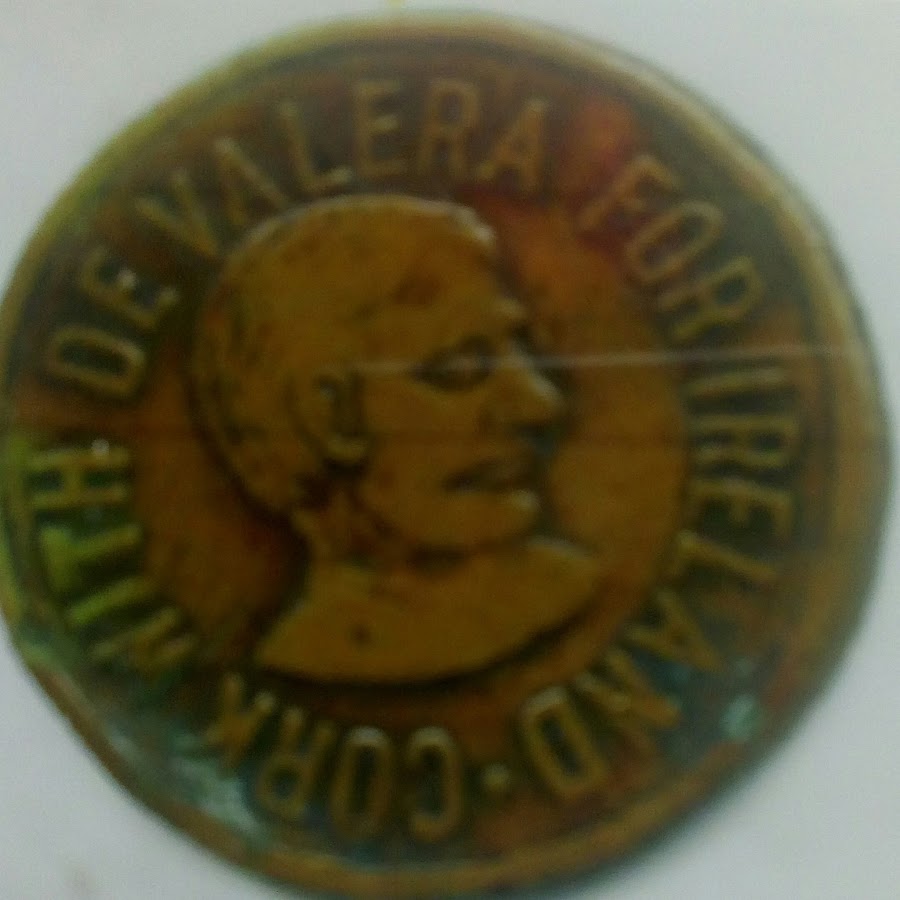 CORK WITH DE VALERA FOR IRELAND ·